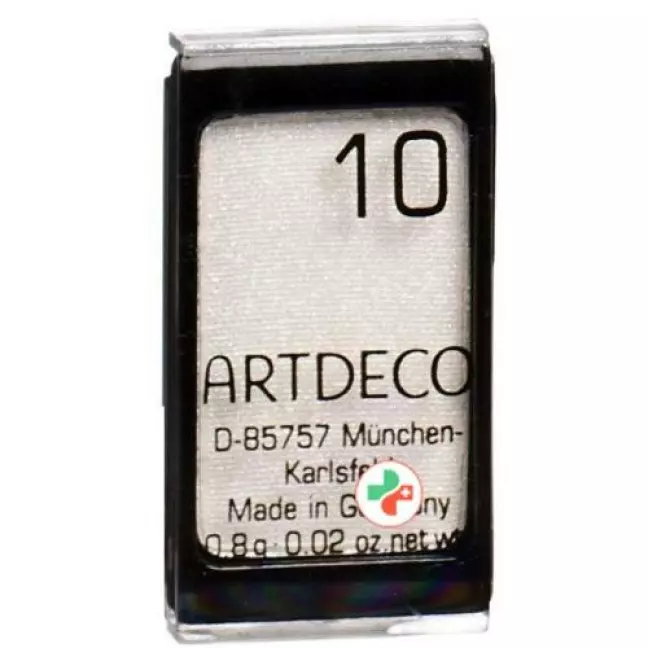 10
ARTDECO
D-85757 München-
Made in
0.8g · 0.02 oz.net